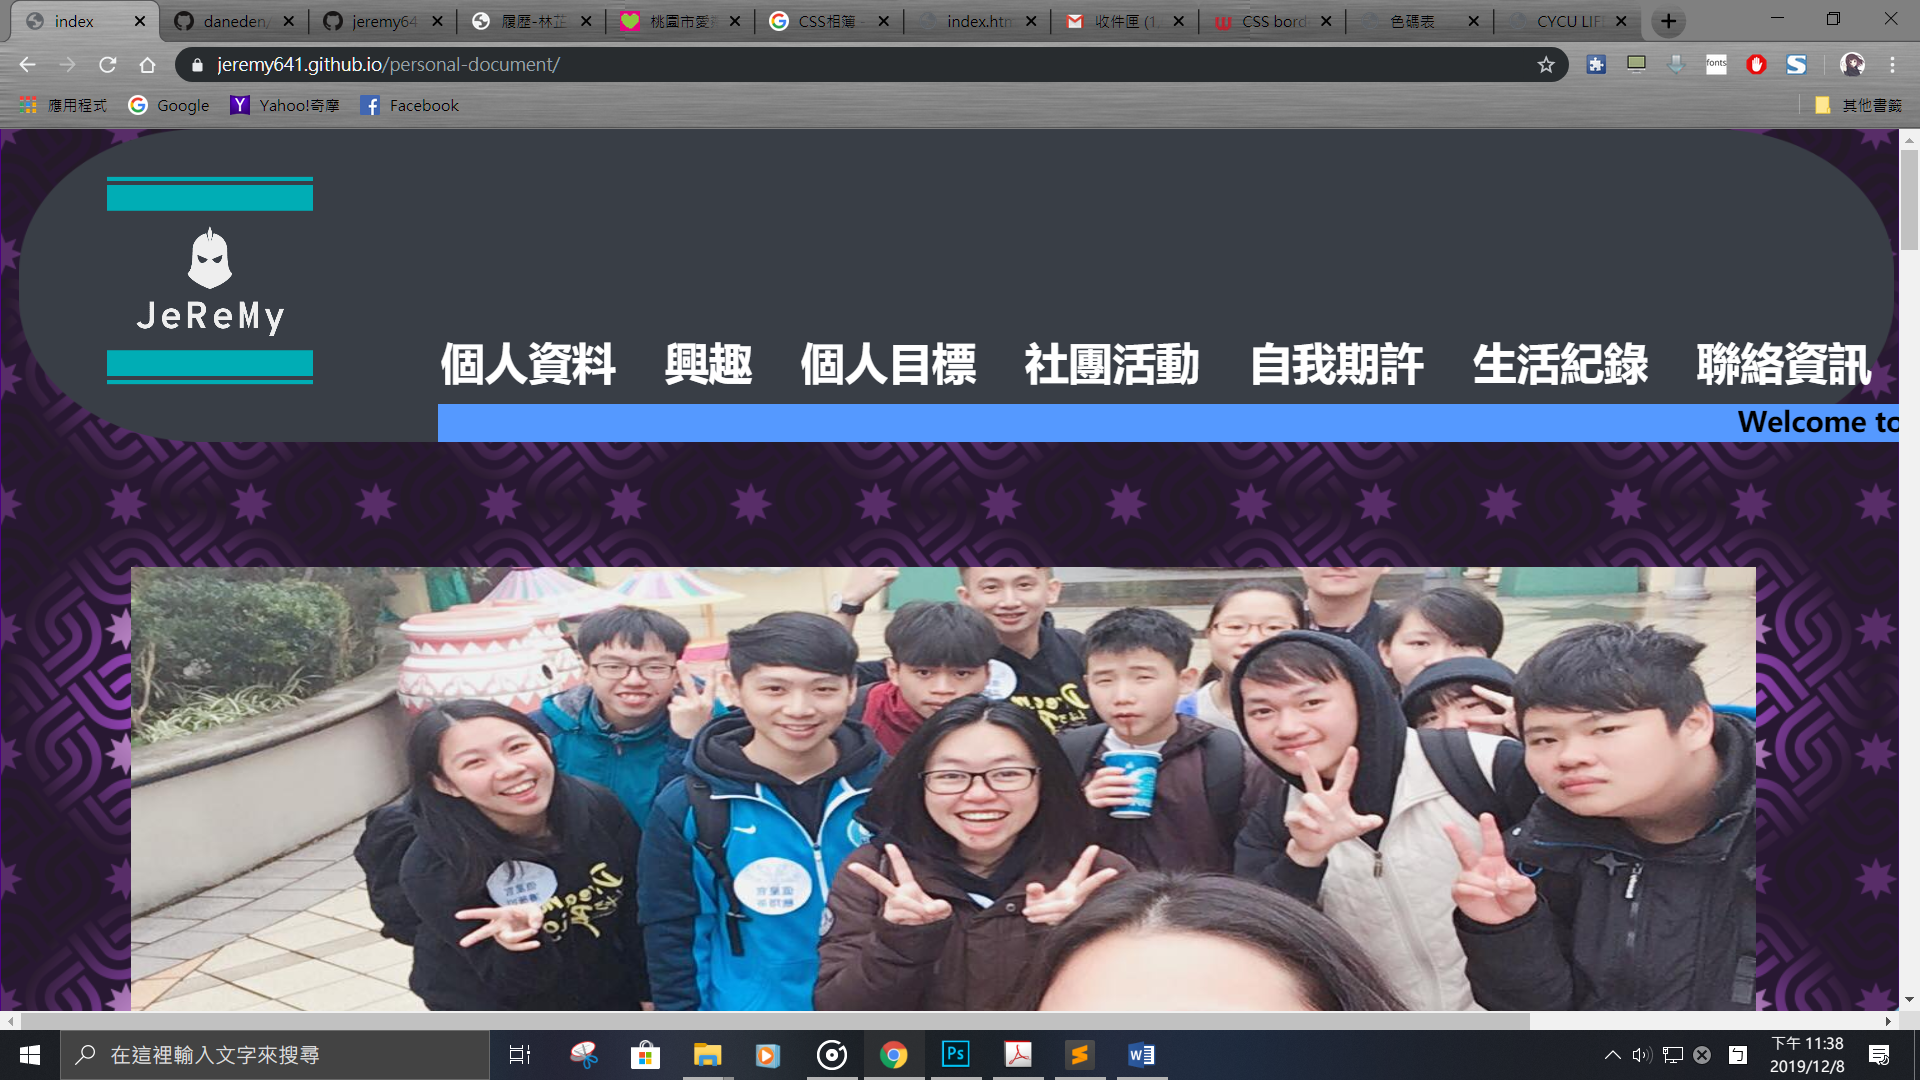 index
daneden
jeremy64
履歷-林芷
桃園市愛
CSS相簿 -
index.htm
收件匣 (1,
CSS bord
色碼表
CYCU LIF
jeremy641.github.io/personal-document/
fonts
應用程式
Google
Yahoo!奇摩
Facebook
其他書籤
JeReMy
個人資料 興趣 個人目標 社團活動 自我期許 生活紀錄 聯絡資訊
Welcome to
在這裡輸入文字來搜尋
Ps
下午 11:38
2019/12/8